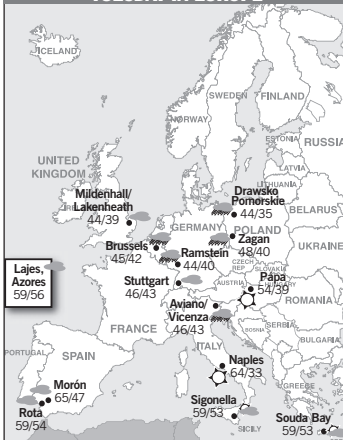 ICELAND
SWEDEN
FINLAND
NORWAY
ESTONIA
RUSSIA
LATVIA
UNITED
KINGDOM
LITHUANIA
Mildenhall/
Lakenheath
44/39
Drawsko
Pomorskie
44/35
BELARUS
GERMANY
POLAND
Zagan
48/40
Brussels
45/42
Ramstein
44/40
UKRAINE
CZECH
REP
SLOVAKIA
Lajes,
Azores
59/56
Stuttgart
46/43
AUSTRIA
HUNGARY
Pápa
54/39
Aviano/
Vicenza
46/43
ROMANIA
FRANCE
BOSNIA
SERBIA
ITALY
BULGARIA
PORTUGAL
SPAIN
Naples
64/33
Morón
65/47
GREECE
Rota
59/54
Sigonella
59/53
SICILY
Souda Bay
59/53